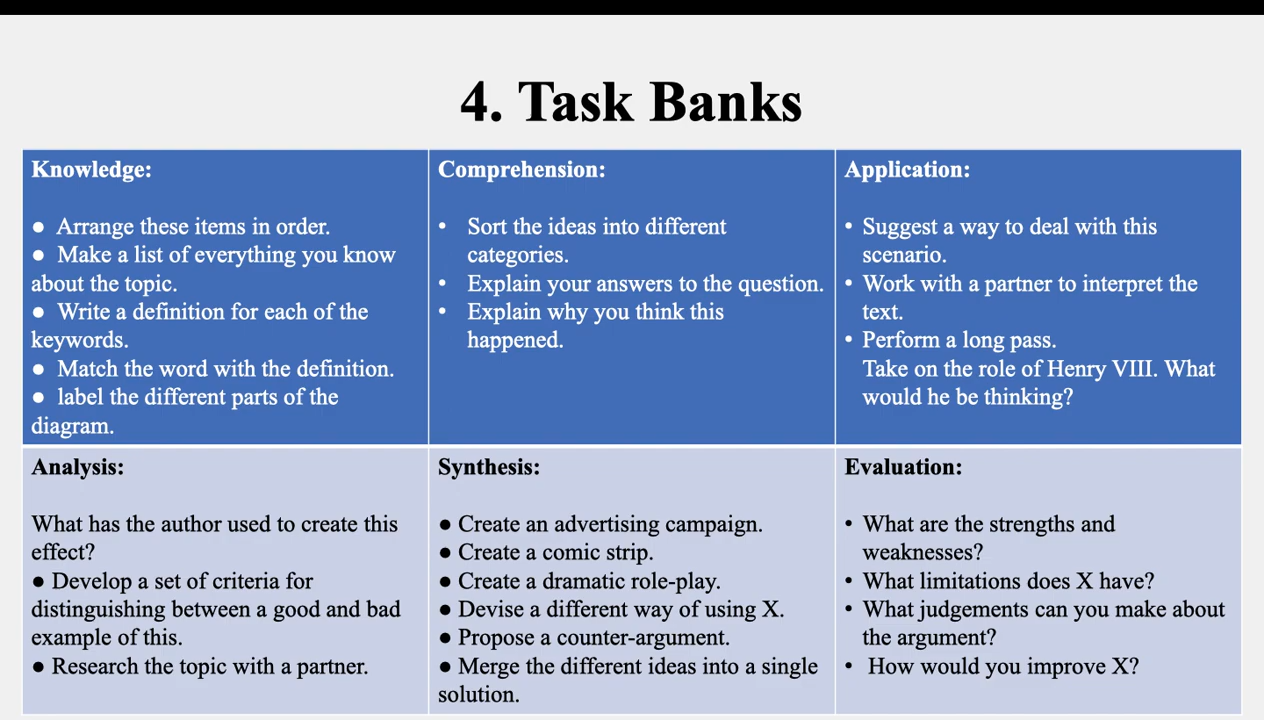 4. Task Banks
Knowledge:
● Arrange these items in order.
● Make a list of everything you know
about the topic.
● Write a definition for each of the
keywords.
● Match the word with the definition.
● label the different parts of the
diagram.
Comprehension:
• Sort the ideas into different
categories.
• Explain your answers to the question.
• Explain why you think this
happened.
Application:
• Suggest a way to deal with this
scenario.
• Work with a partner to interpret the
text.
• Perform a long pass.
Take on the role of Henry VIII. What
would he be thinking?
Analysis:
What has the author used to create this
effect?
● Develop a set of criteria for
distinguishing between a good and bad
example of this.
● Research the topic with a partner.
Synthesis:
● Create an advertising campaign.
● Create a comic strip.
● Create a dramatic role-play.
● Devise a different way of using X.
● Propose a counter-argument.
● Merge the different ideas into a single
solution.
Evaluation:
• What are the strengths and
weaknesses?
• What limitations does X have?
• What judgements can you make about
the argument?
• How would you improve X?